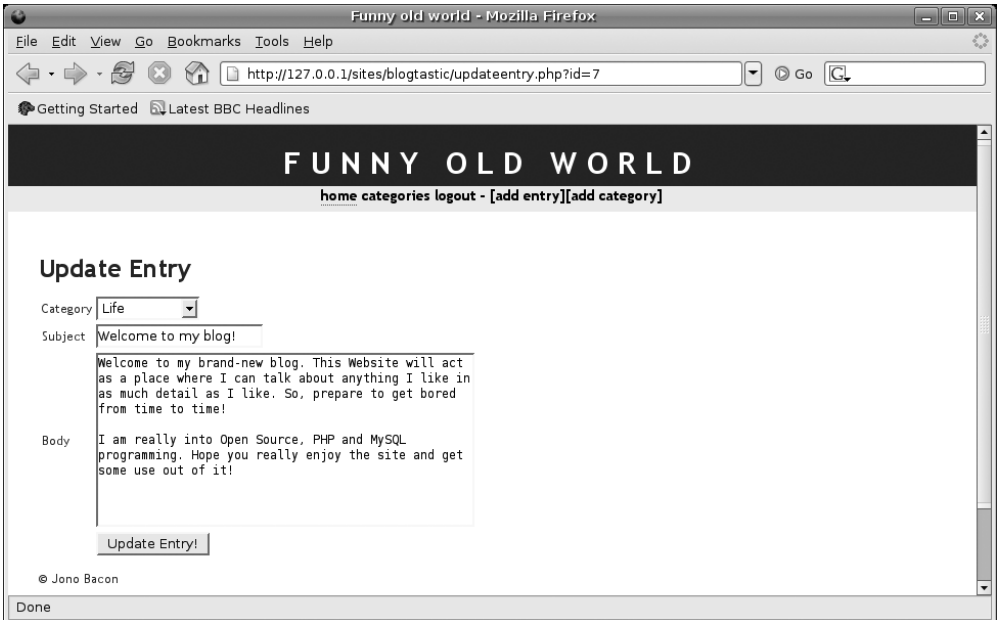 Funny old world - Mozilla Firefox
File Edit View Go Bookmarks Tools Help
http://127.0.0.1/sites/blogtastic/updateentry.php?id=7
Go
G
Getting Started Latest BBC Headlines
FUNNY OLD WORLD
home categories logout - [add entry][add category]
Update Entry
Category Life
Subject Welcome to my blog!
Body
Welcome to my brand-new blog. This Website will act
as a place where I can talk about anything I like in
as much detail as I like. So, prepare to get bored
from time to time!
I am really into Open Source, PHP and MySQL
programming. Hope you really enjoy the site and get
some use out of it!
Update Entry!
© Jono Bacon
Done